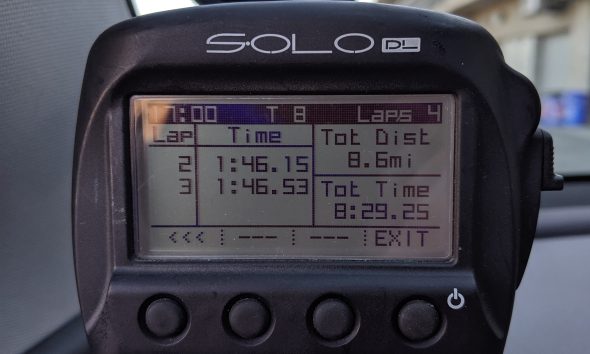 SOLO DL
7:00 T 8 Laps 4
Lap Time
2 1:46.15
3 1:46.53
Tot Dist
8.6mi
Tot Time
8:29.25
<<< --- --- EXIT